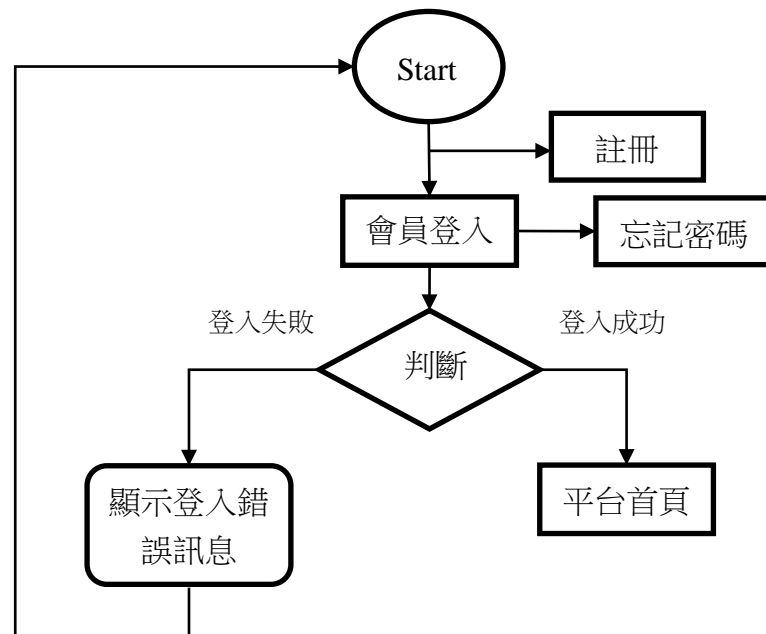 Start
註冊
會員登入
忘記密碼
登入失敗
登入成功
判斷
顯示登入錯
誤訊息
平台首頁